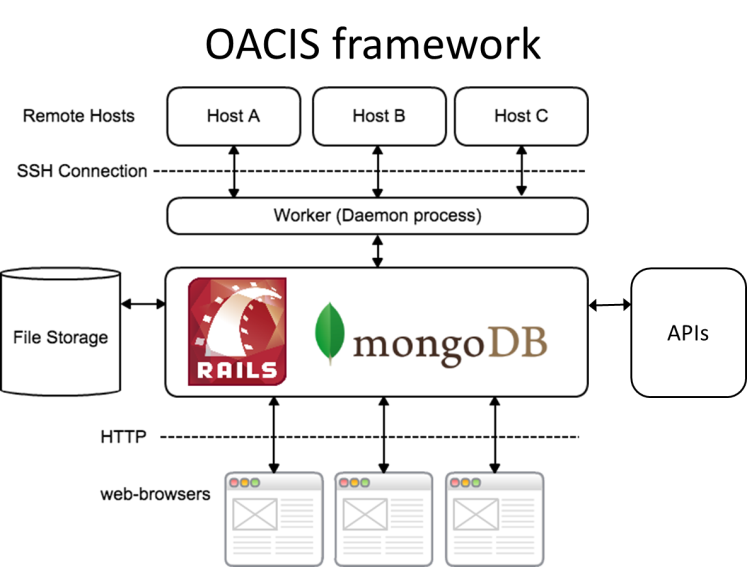 OACIS framework
Remote Hosts
Host A
Host B
Host C
SSH Connection
Worker (Daemon process)
File Storage
RAILS
mongoDB
APIs
HTTP
web-browsers